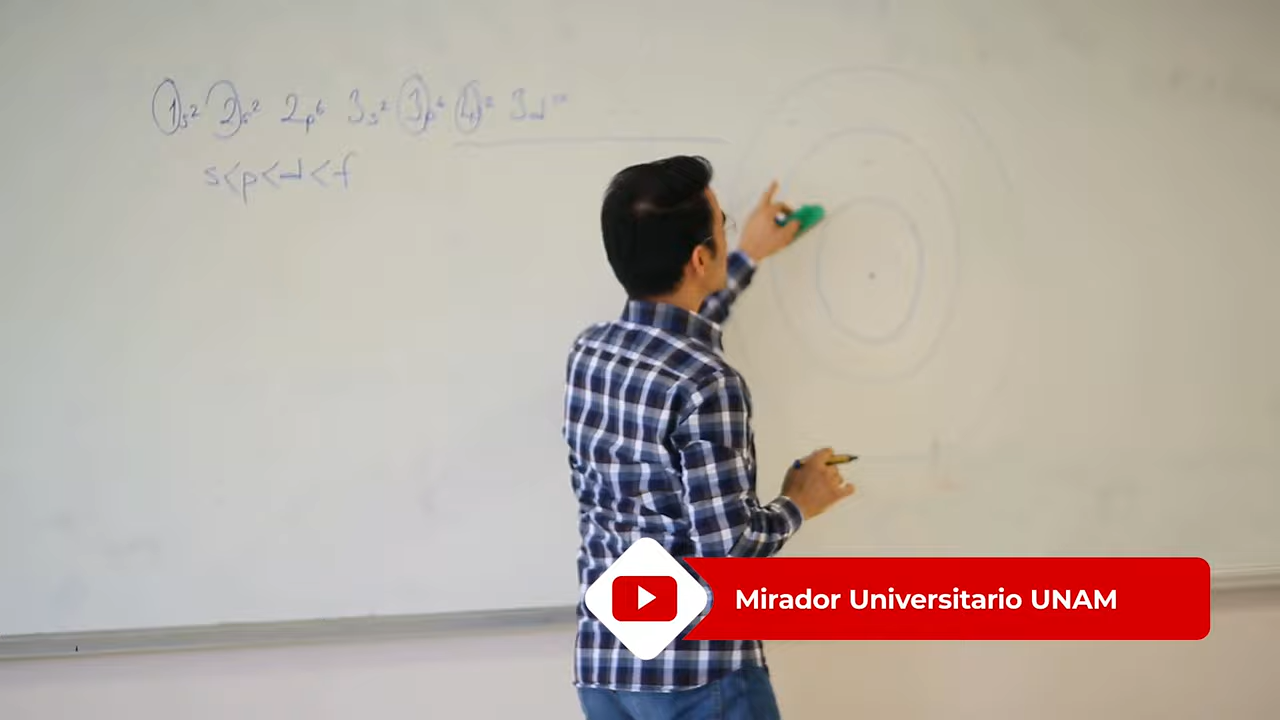 1s² 2s² 2p⁶ 3s² 3p⁶ 4s² 3d¹⁰
s<p<d<f
Mirador Universitario UNAM